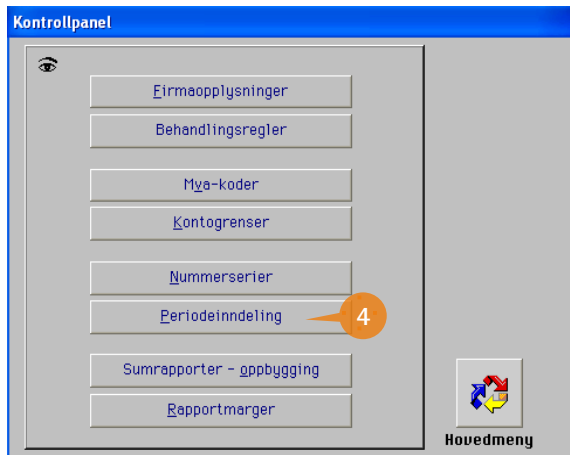 Kontrollpanel
Firmaopplysninger
Behandlingsregler
Mva-koder
Kontogrenser
Nummerserier
Periodeinndeling
4
Sumrapporter - oppbygging
Rapportmarger
Hovedmeny